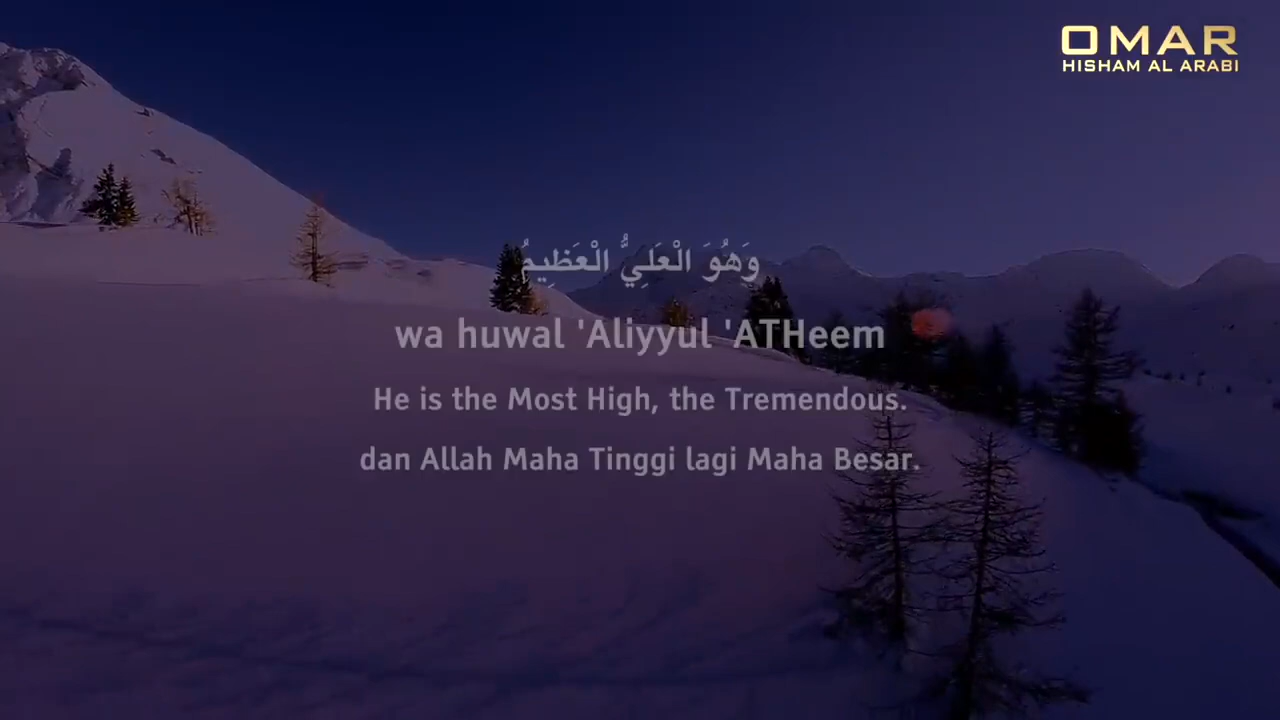 OMAR
HISHAM AL ARABI
وَهُوَ الْعَلِيُّ الْعَظِيمُ
wa huwal 'Aliyyul 'ATHeem
He is the Most High, the Tremendous.
dan Allah Maha Tinggi lagi Maha Besar.